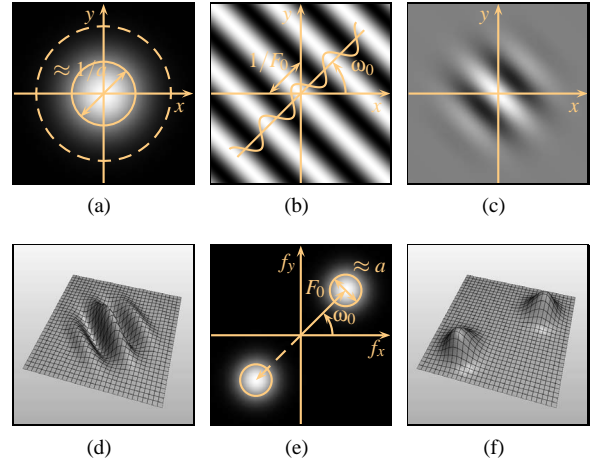 y
≈ 1/a
x
(a)
y
1/F₀
ω₀
x
(b)
y
x
(c)
(d)
f_y
≈ a
F₀
ω₀
f_x
(e)
(f)